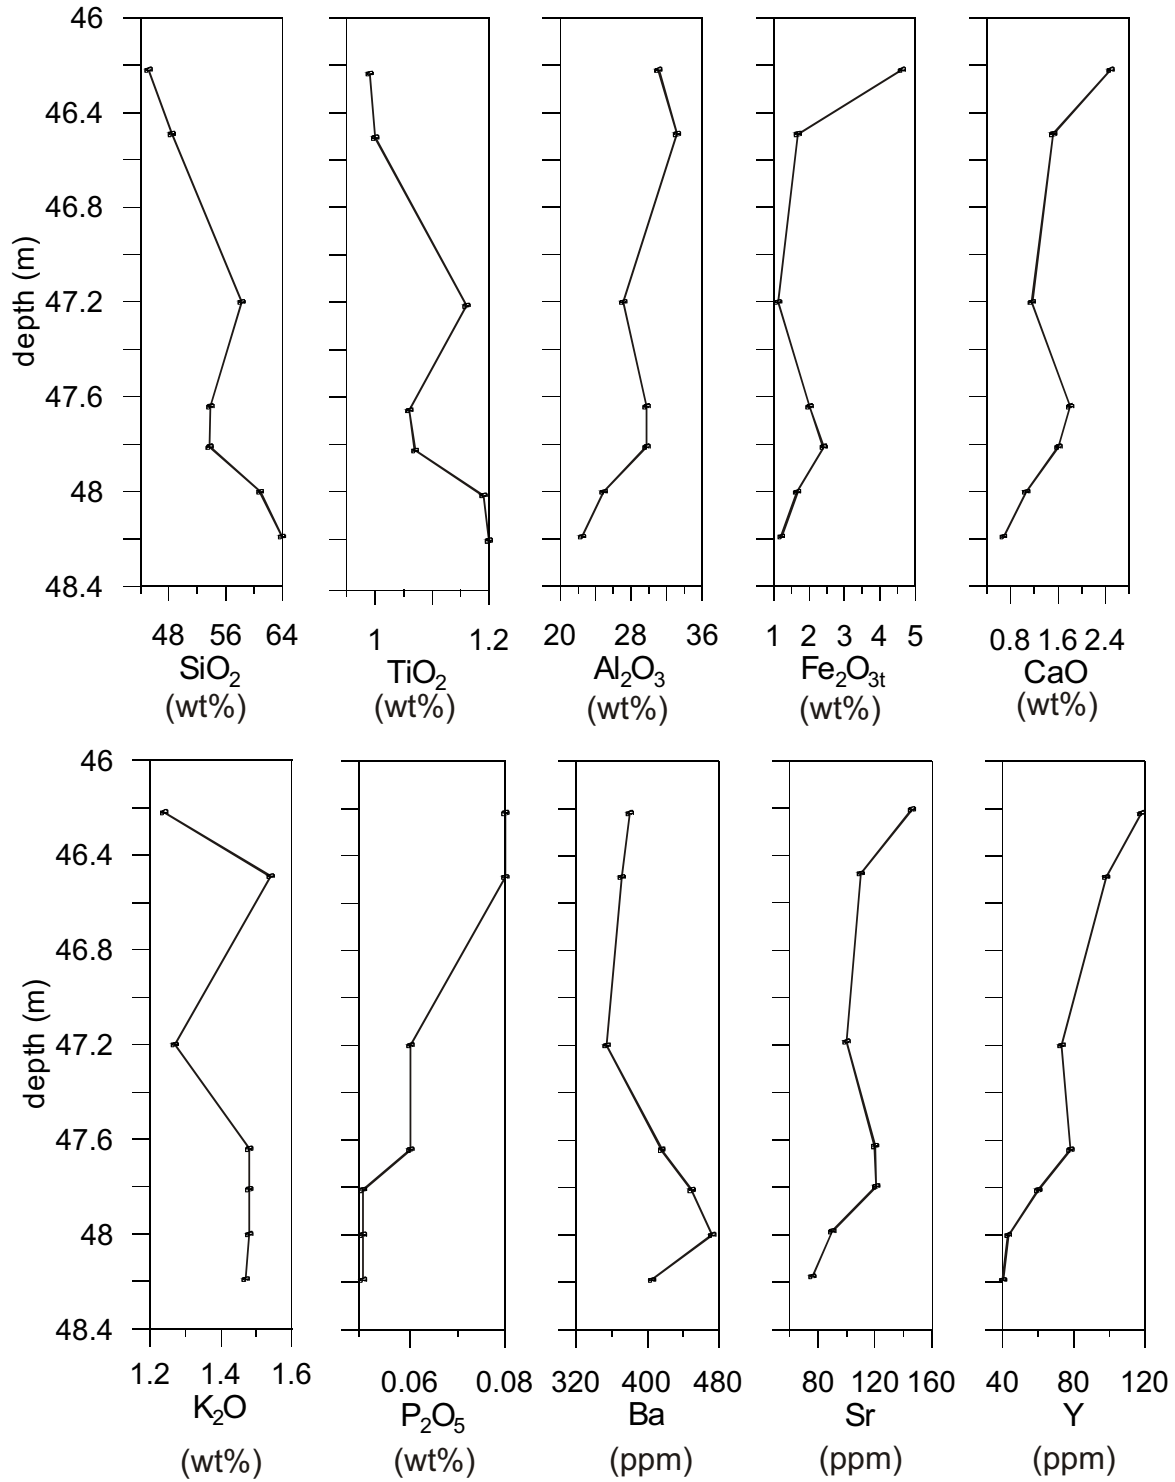 46
46.4
46.8
47.2
47.6
48
48.4
depth (m)
48 56 64
1 1.2
20 28 36
1 2 3 4 5
0.8 1.6 2.4
SiO₂ TiO₂ Al₂O₃ Fe₂O₃t CaO
(wt%) (wt%) (wt%) (wt%) (wt%)
46
46.4
46.8
47.2
47.6
48
48.4
depth (m)
1.2 1.4 1.6
0.06 0.08
320 400 480
80 120 160
40 80 120
K₂O P₂O₅ Ba Sr Y
(wt%) (wt%) (ppm) (ppm) (ppm)